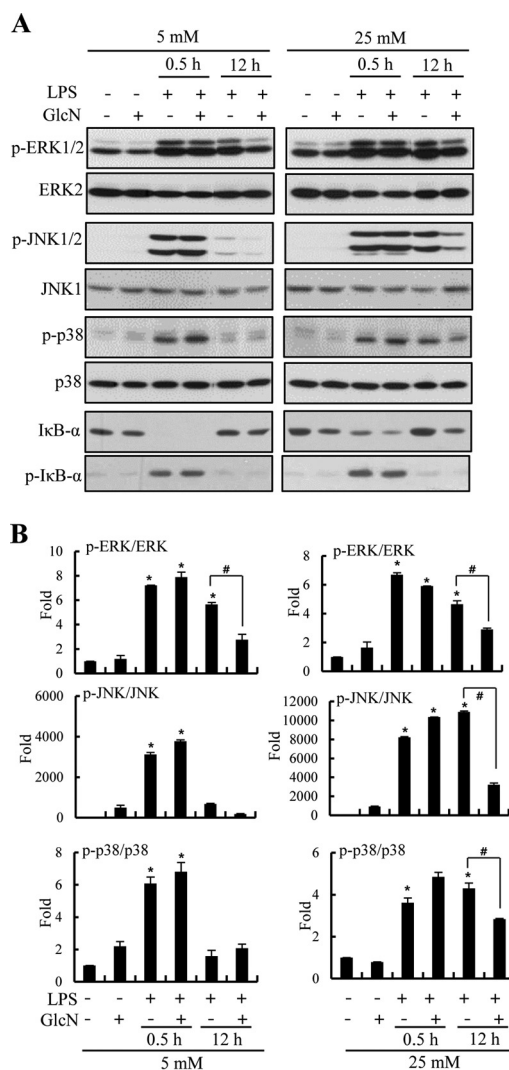 A
5 mM 25 mM
0.5 h 12 h 0.5 h 12 h
LPS - - + + + + - - + + + +
GlcN - + - + - + - + - + - +
p-ERK1/2
ERK2
p-JNK1/2
JNK1
p-p38
p38
IκB-α
p-IκB-α
B
p-ERK/ERK
Fold
8
6
4
2
0
* * * #
p-ERK/ERK
Fold
8
6
4
2
0
* * * #
p-JNK/JNK
Fold
6000
4000
2000
0
* *
p-JNK/JNK
Fold
12000
10000
8000
6000
4000
2000
0
* * * #
p-p38/p38
Fold
8
6
4
2
0
* *
p-p38/p38
Fold
6
4
2
0
* * #
LPS - - + + + + - - + + + +
GlcN - + - + - + - + - + - +
0.5 h 12 h 0.5 h 12 h
5 mM 25 mM